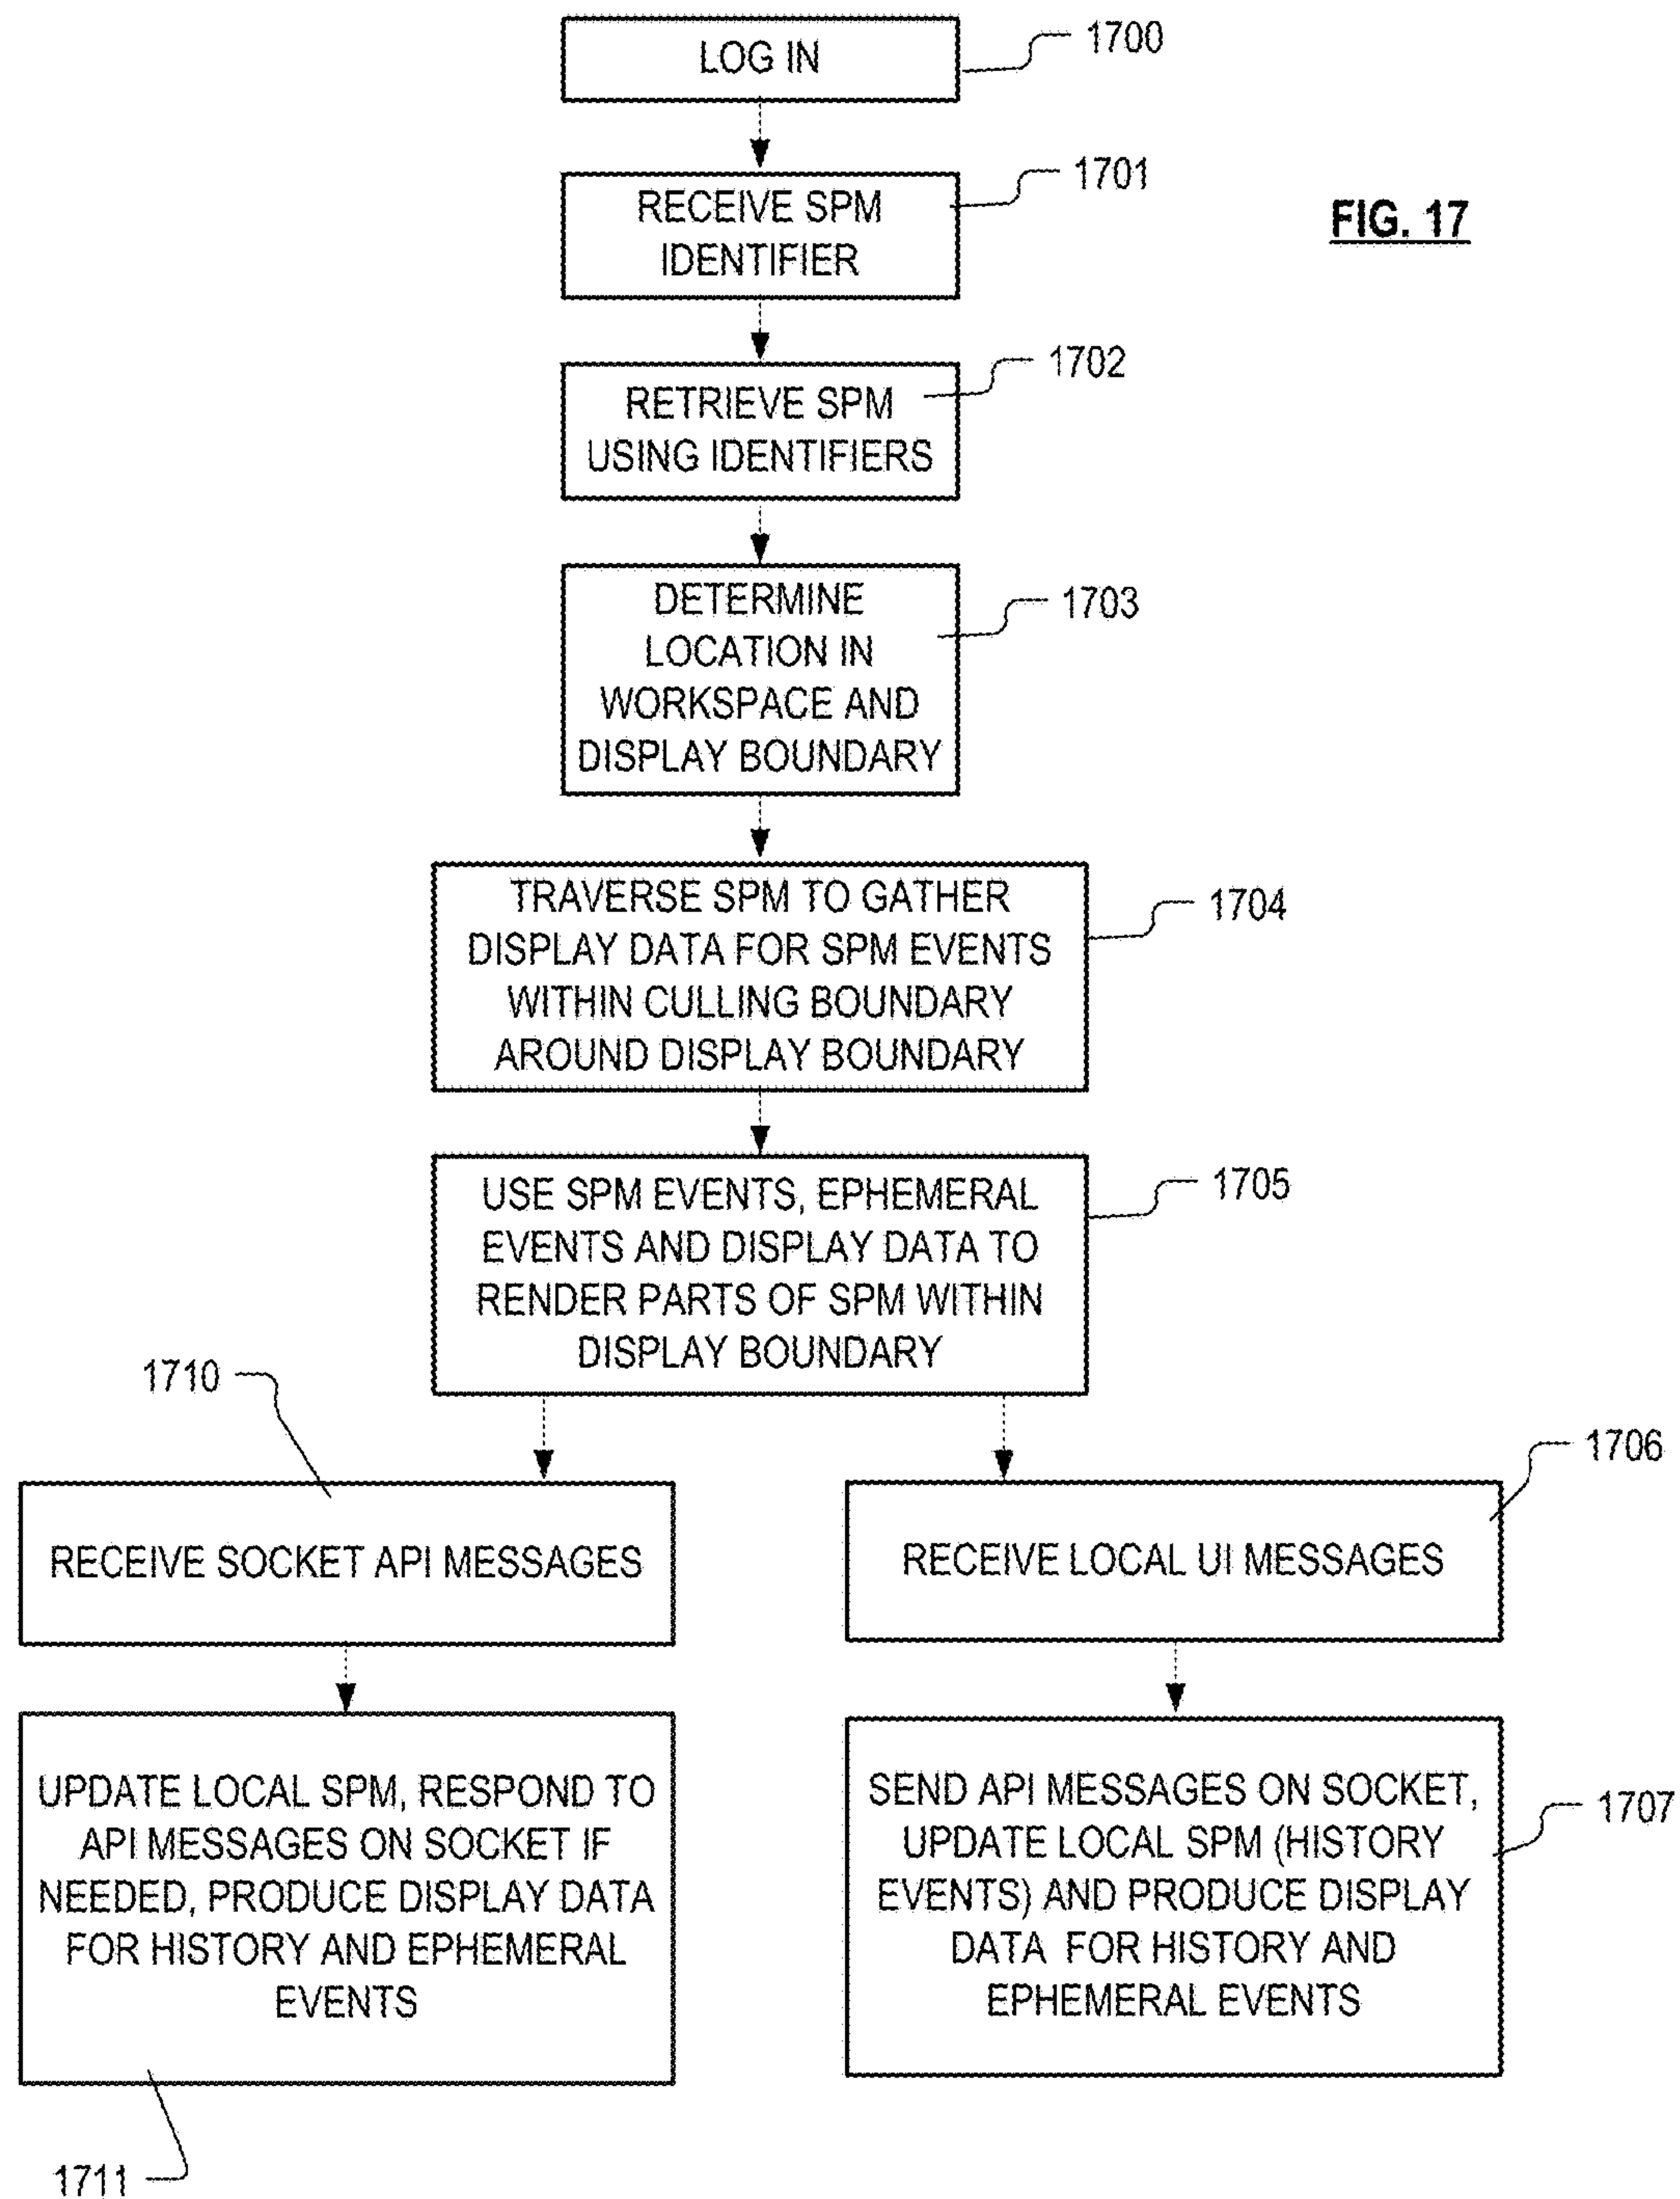 LOG IN
1700
RECEIVE SPM
IDENTIFIER
1701
FIG. 17
RETRIEVE SPM
USING IDENTIFIERS
1702
DETERMINE
LOCATION IN
WORKSPACE AND
DISPLAY BOUNDARY
1703
TRAVERSE SPM TO GATHER
DISPLAY DATA FOR SPM EVENTS
WITHIN CULLING BOUNDARY
AROUND DISPLAY BOUNDARY
1704
USE SPM EVENTS, EPHEMERAL
EVENTS AND DISPLAY DATA TO
RENDER PARTS OF SPM WITHIN
DISPLAY BOUNDARY
1705
1710
RECEIVE SOCKET API MESSAGES
1706
RECEIVE LOCAL UI MESSAGES
UPDATE LOCAL SPM, RESPOND TO
API MESSAGES ON SOCKET IF
NEEDED, PRODUCE DISPLAY DATA
FOR HISTORY AND EPHEMERAL
EVENTS
1711
SEND API MESSAGES ON SOCKET,
UPDATE LOCAL SPM (HISTORY
EVENTS) AND PRODUCE DISPLAY
DATA FOR HISTORY AND
EPHEMERAL EVENTS
1707